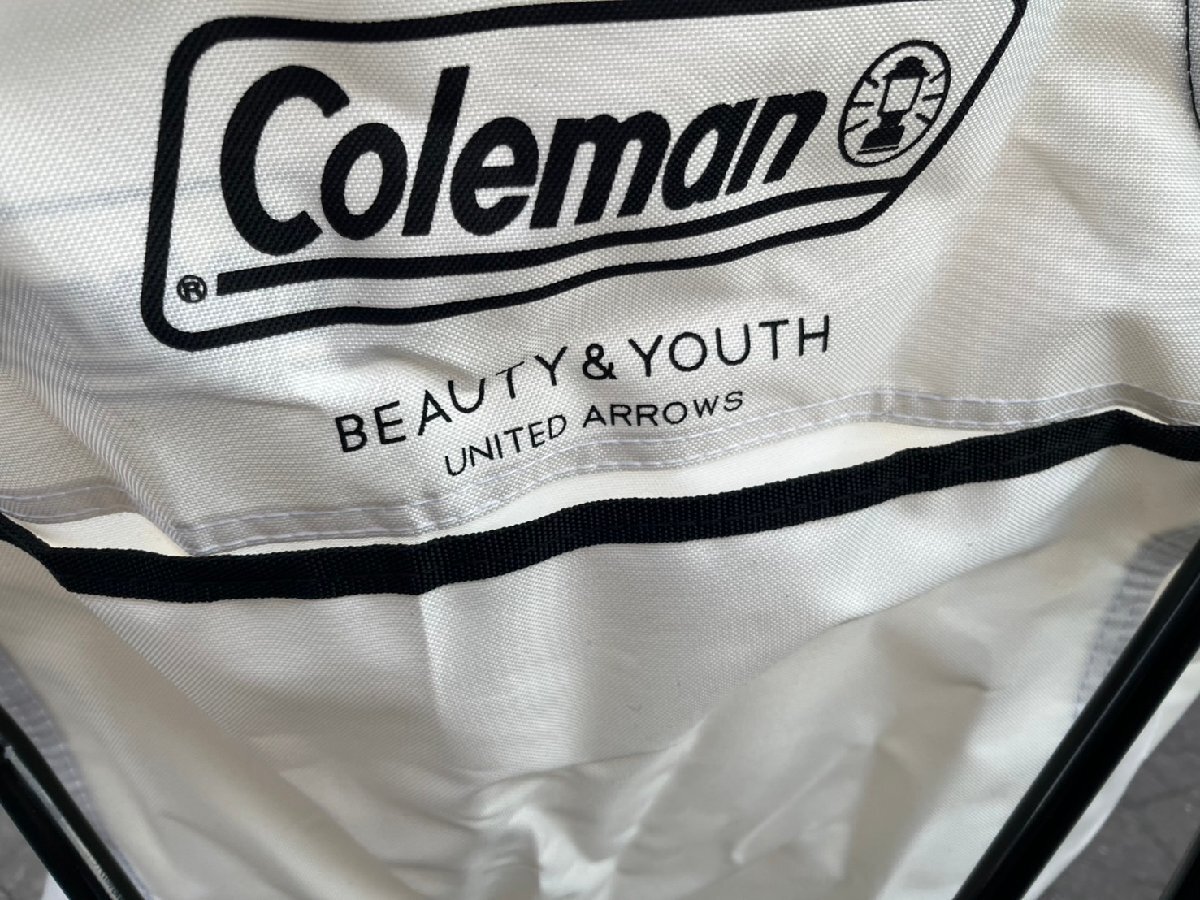 Coleman
®
BEAUTY & YOUTH
UNITED ARROWS